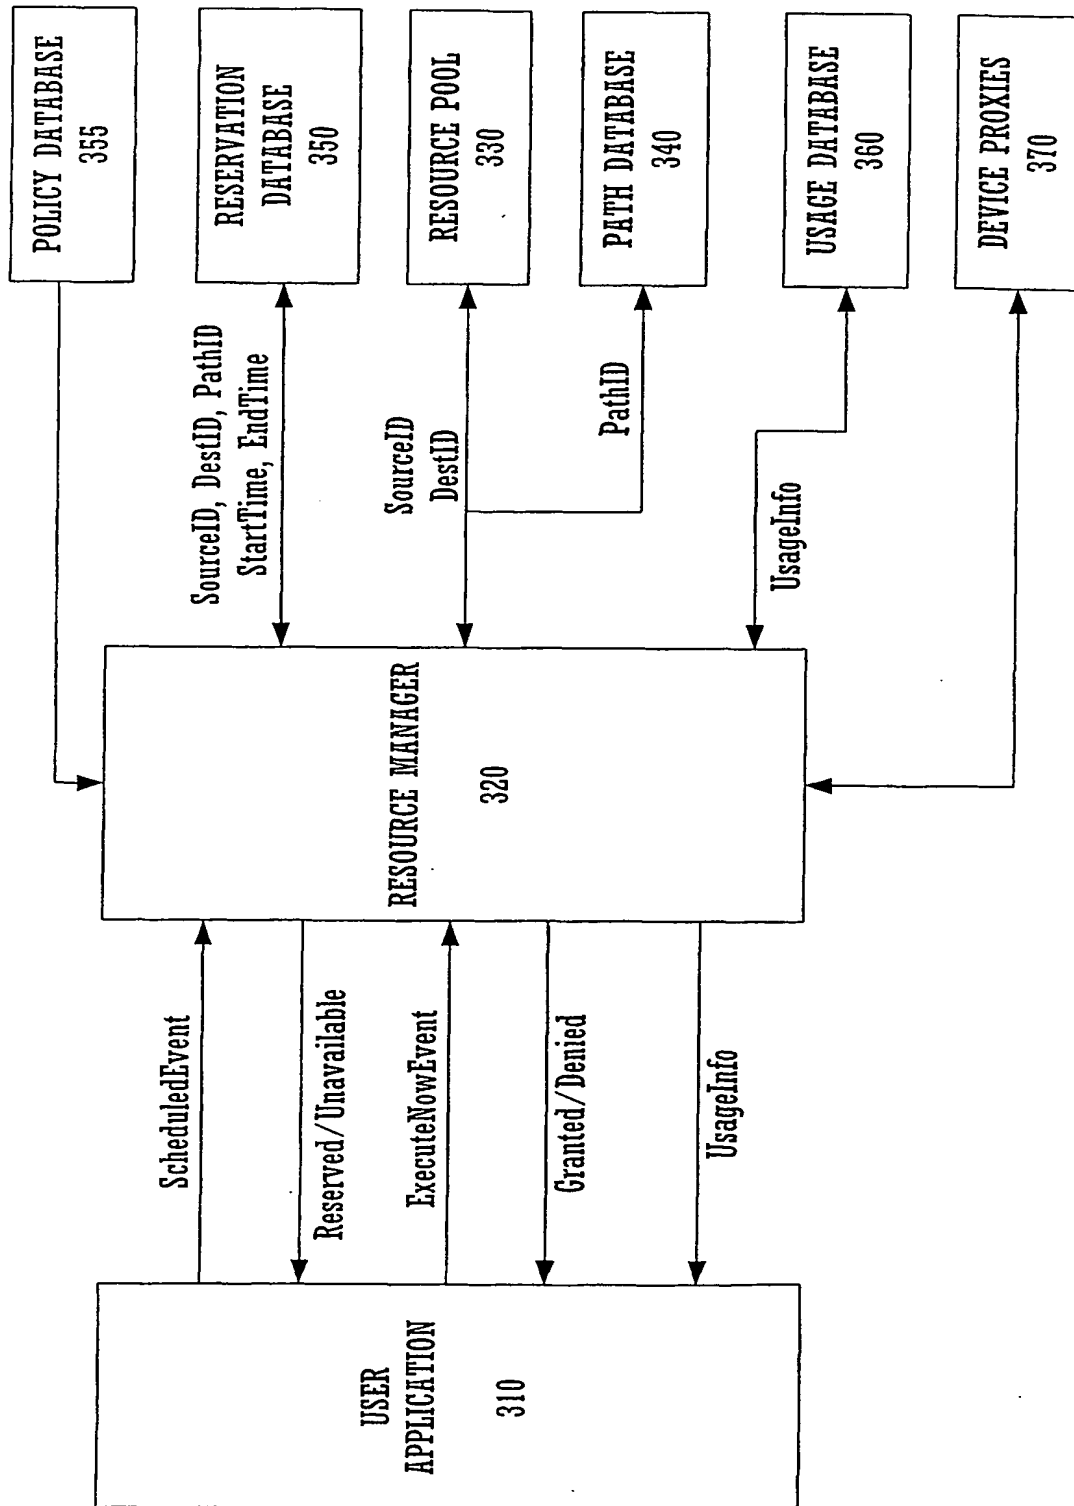 USER
APPLICATION
310
ScheduledEvent
Reserved/Unavailable
ExecuteNowEvent
Granted/Denied
UsageInfo
RESOURCE MANAGER
320
SourceID, DestID, PathID
StartTime, EndTime
SourceID
DestID
PathID
UsageInfo
POLICY DATABASE
355
RESERVATION
DATABASE
350
RESOURCE POOL
330
PATH DATABASE
340
USAGE DATABASE
360
DEVICE PROXIES
370